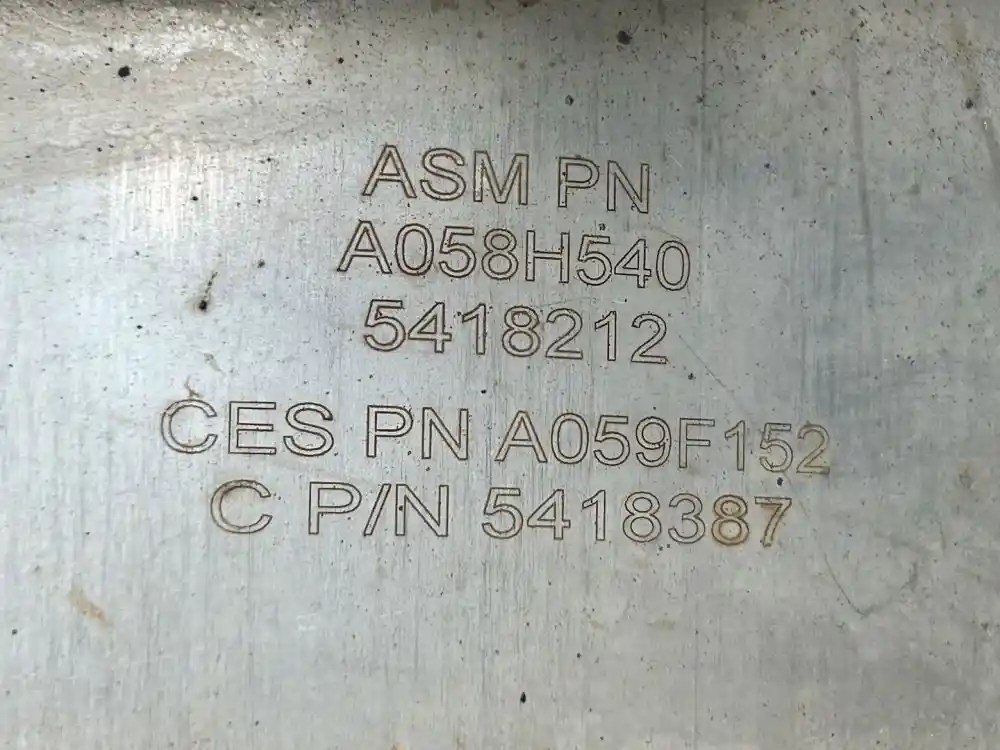 ASM PN
A058H540
5418212
CES PN A059F152
C P/N 5418387